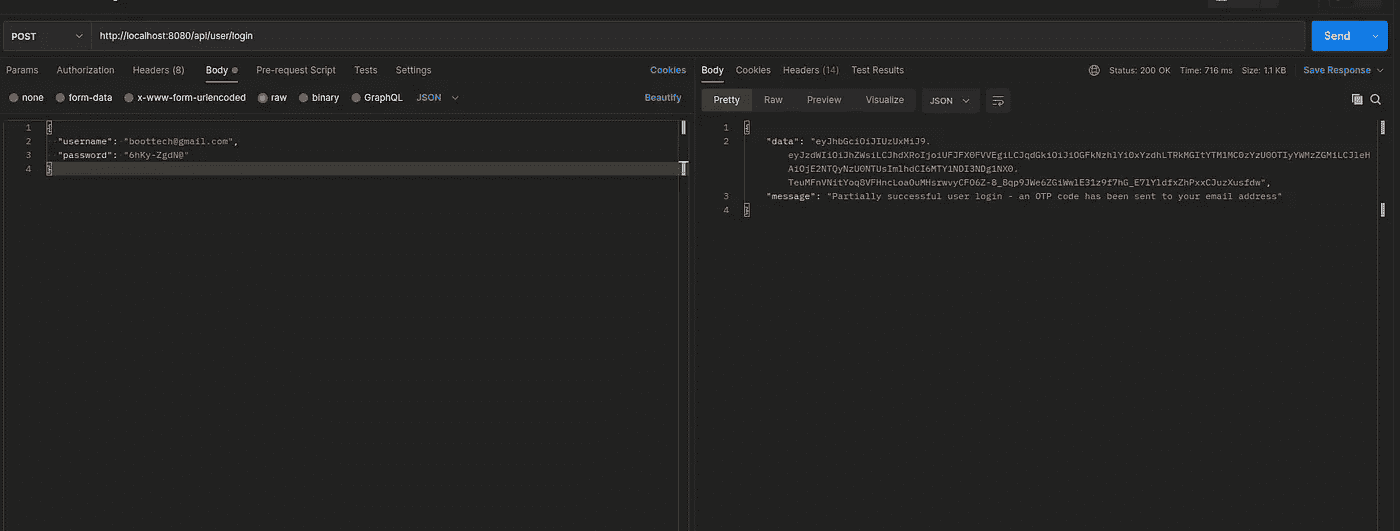 POST
http://localhost:8080/api/user/login
Send
Params Authorization Headers (8) Body Pre-request Script Tests Settings Cookies
none form-data x-www-form-urlencoded raw binary GraphQL JSON Beautify
1 {
2 "username": "boottech@gmail.com",
3 "password": "6hKy-ZgdN@"
4 }
Body Cookies Headers (14) Test Results Status: 200 OK Time: 716 ms Size: 1.1 KB Save Response
Pretty Raw Preview Visualize JSON
1 {
2 "data": "eyJhbGciOiJIUzUxMiJ9.
3 "message": "Partially successful user login - an OTP code has been sent to your email address"
4 }